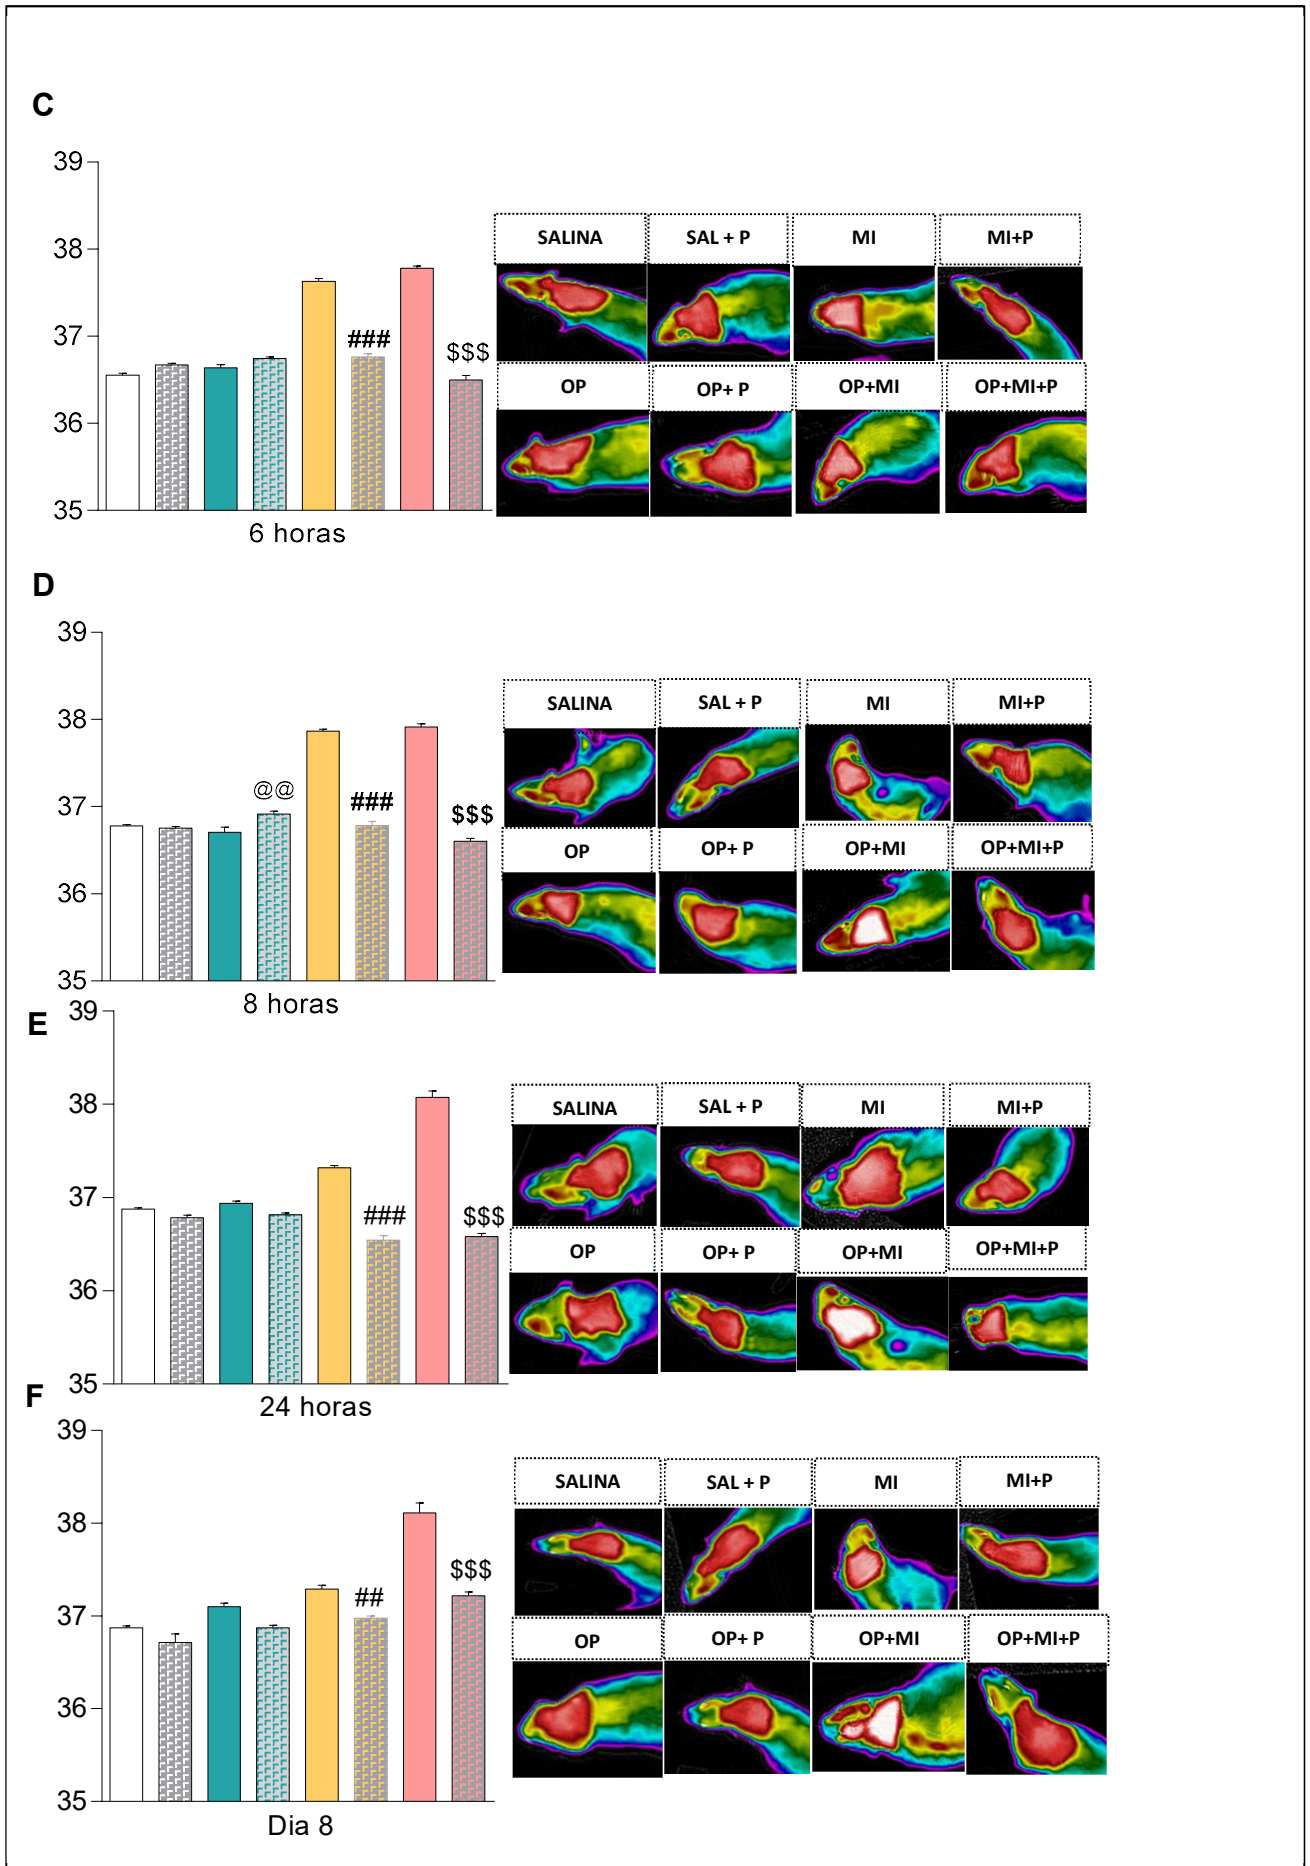 C
39
38
37
36
35
###
$$$
6 horas
SALINA SAL + P MI MI+P
OP OP+ P OP+MI OP+MI+P
D
39
38
37
36
35
@@
###
$$$
8 horas
SALINA SAL + P MI MI+P
OP OP+ P OP+MI OP+MI+P
E
39
38
37
36
35
###
$$$
24 horas
SALINA SAL + P MI MI+P
OP OP+ P OP+MI OP+MI+P
F
39
38
37
36
35
##
$$$
Dia 8
SALINA SAL + P MI MI+P
OP OP+ P OP+MI OP+MI+P